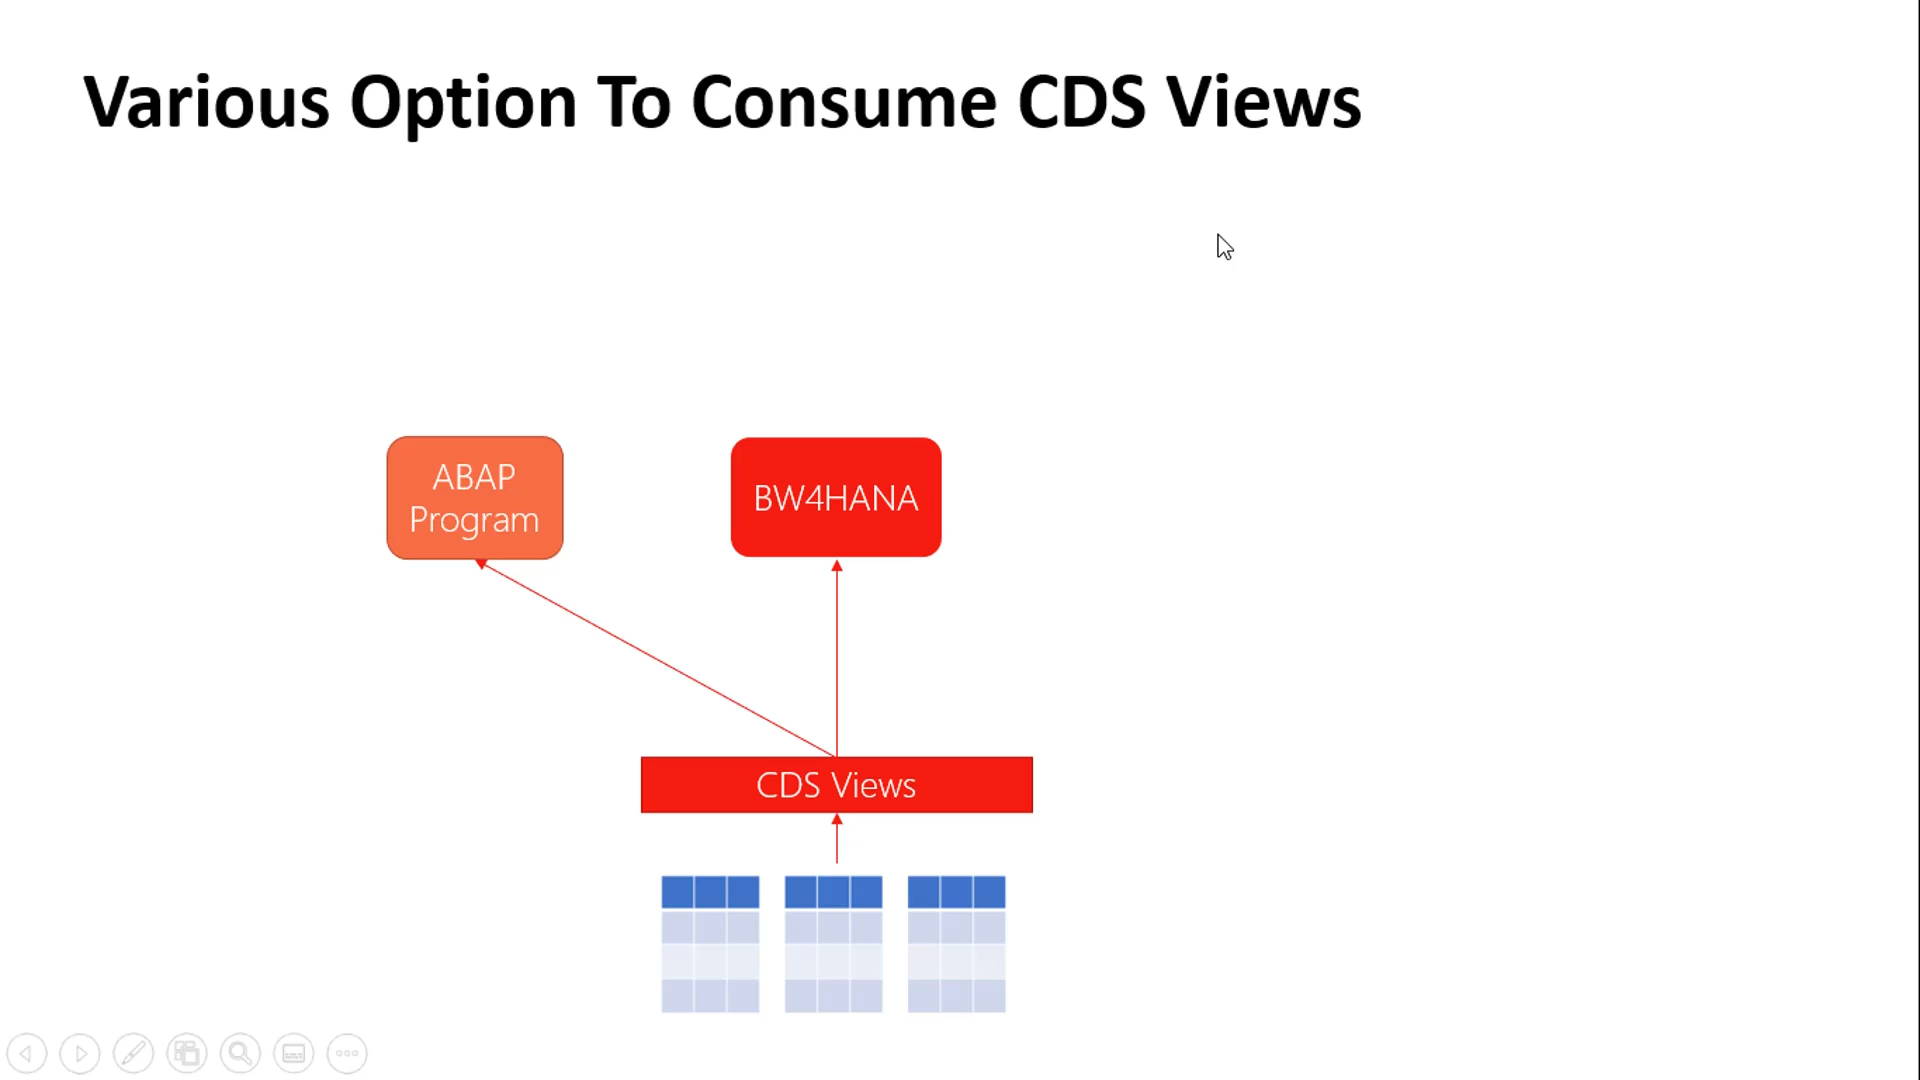 Various Option To Consume CDS Views
ABAP
Program
BW4HANA
CDS Views